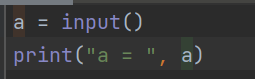 a = input()
print("a = ", a)